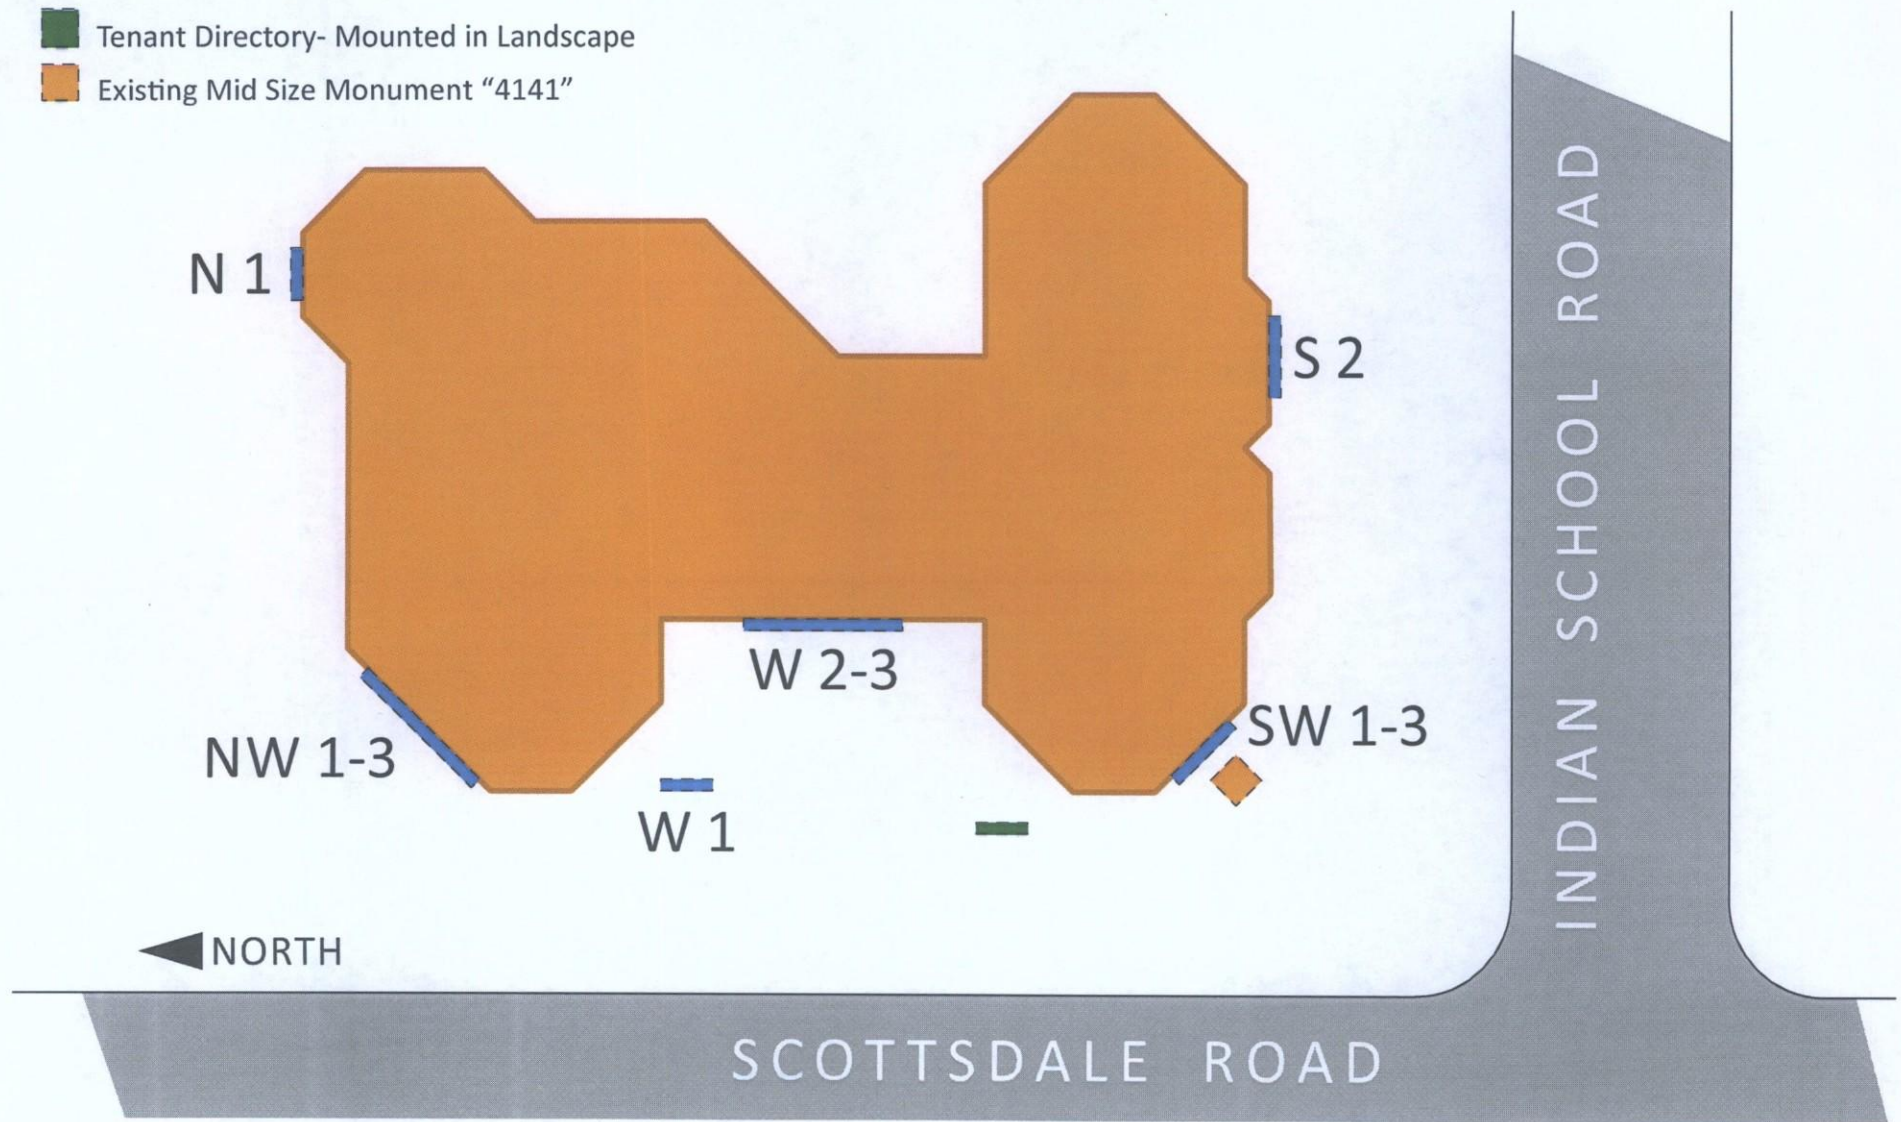 Tenant Directory- Mounted in Landscape
Existing Mid Size Monument “4141”
N 1
S 2
INDIAN SCHOOL ROAD
W 2-3
SW 1-3
NW 1-3
W 1
NORTH
SCOTTSDALE ROAD